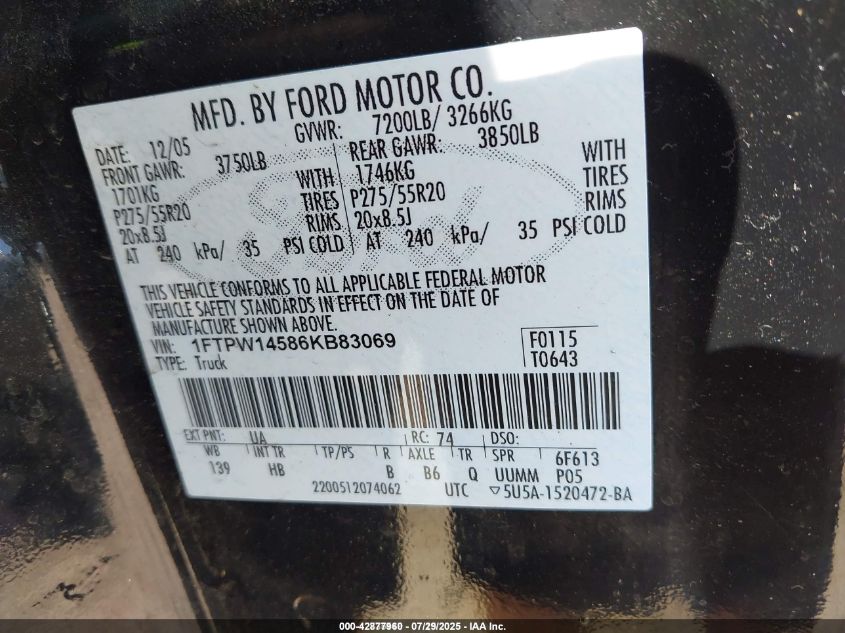 MFD. BY FORD MOTOR CO.
DATE: 12/05 GVWR: 7200LB/ 3266KG
FRONT GAWR: 3750LB REAR GAWR: 3850LB
1701KG WITH 1746KG WITH
P275/55R20 TIRES P275/55R20 TIRES
20x8.5J RIMS 20x8.5J RIMS
AT 240 kPa/ 35 PSI COLD AT 240 kPa/ 35 PSI COLD
Ford
THIS VEHICLE CONFORMS TO ALL APPLICABLE FEDERAL MOTOR
VEHICLE SAFETY STANDARDS IN EFFECT ON THE DATE OF
MANUFACTURE SHOWN ABOVE.
VIN: 1FTPW14586KB83069 F0115
TYPE: Truck T0643
EXT PNT: UA RC: 74 DSO:
WB INT TR TP/PS R AXLE TR SPR 6F613
139 HB B B6 Q UUMM P05
2200512074062 UTC ▽5U5A-1520472-BA
000-42877960 | 07/29/2025 | IAA Inc.